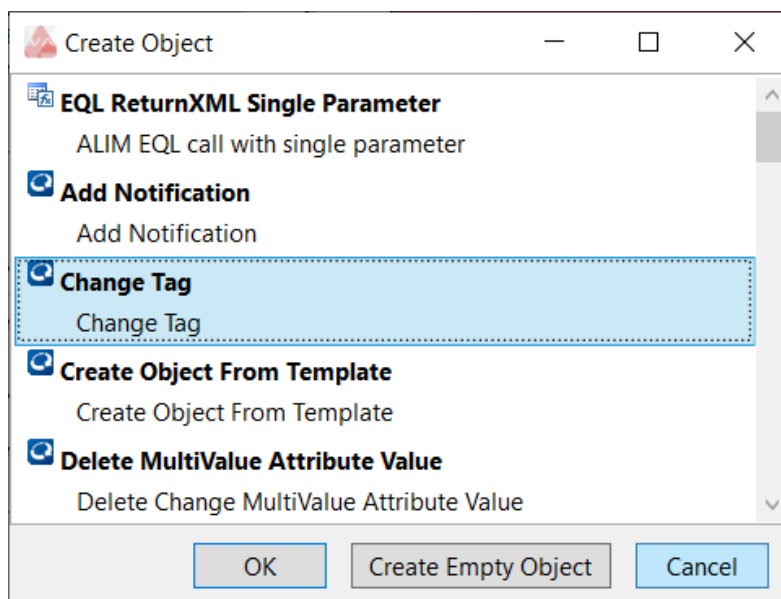 Create Object
EQL ReturnXML Single Parameter
ALIM EQL call with single parameter
Add Notification
Add Notification
Change Tag
Change Tag
Create Object From Template
Create Object From Template
Delete MultiValue Attribute Value
Delete Change MultiValue Attribute Value
OK Create Empty Object Cancel